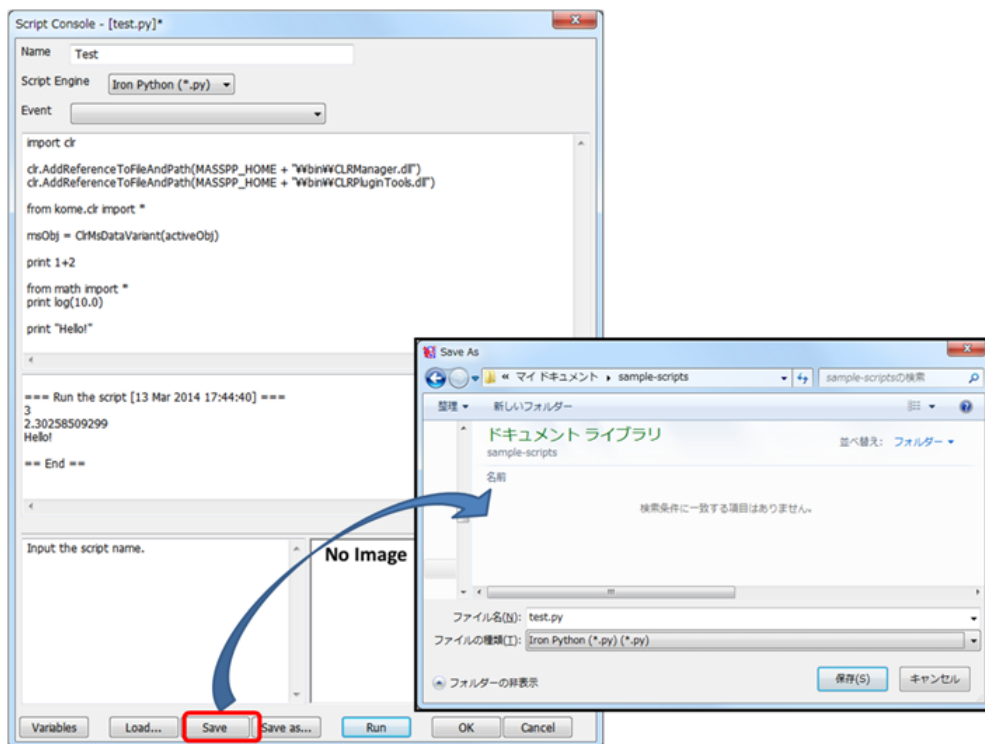 Script Console - [test.py]*
Name Test
Script Engine Iron Python (*.py)
Event
import clr
clr.AddReferenceToFileAndPath(MASSPP_HOME + "¥¥bin¥¥CLRManager.dll")
clr.AddReferenceToFileAndPath(MASSPP_HOME + "¥¥bin¥¥CLRPluginTools.dll")
from kome.clr import *
msObj = ClrMsDataVariant(activeObj)
print 1+2
from math import *
print log(10.0)
print "Hello!"
=== Run the script [13 Mar 2014 17:44:40] ===
3
2.30258509299
Hello!
== End ==
Input the script name.
No Image
Variables Load... Save Save as... Run OK Cancel
Save As
« マイ ドキュメント ▸ sample-scripts sample-scriptsの検索
整理 新しいフォルダー
ドキュメント ライブラリ
sample-scripts
並べ替え: フォルダー
名前
検索条件に一致する項目はありません。
ファイル名(N): test.py
ファイルの種類(T): Iron Python (*.py) (*.py)
フォルダーの非表示 保存(S) キャンセル